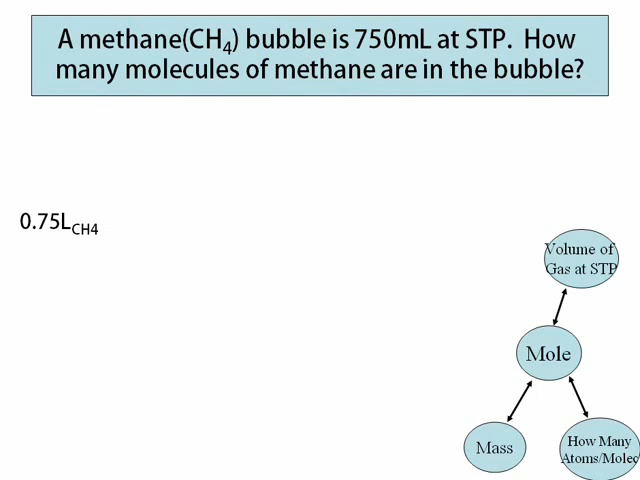 A methane(CH₄) bubble is 750mL at STP. How
many molecules of methane are in the bubble?
0.75L_CH4
Volume of
Gas at STP
Mole
Mass
How Many
Atoms/Molec